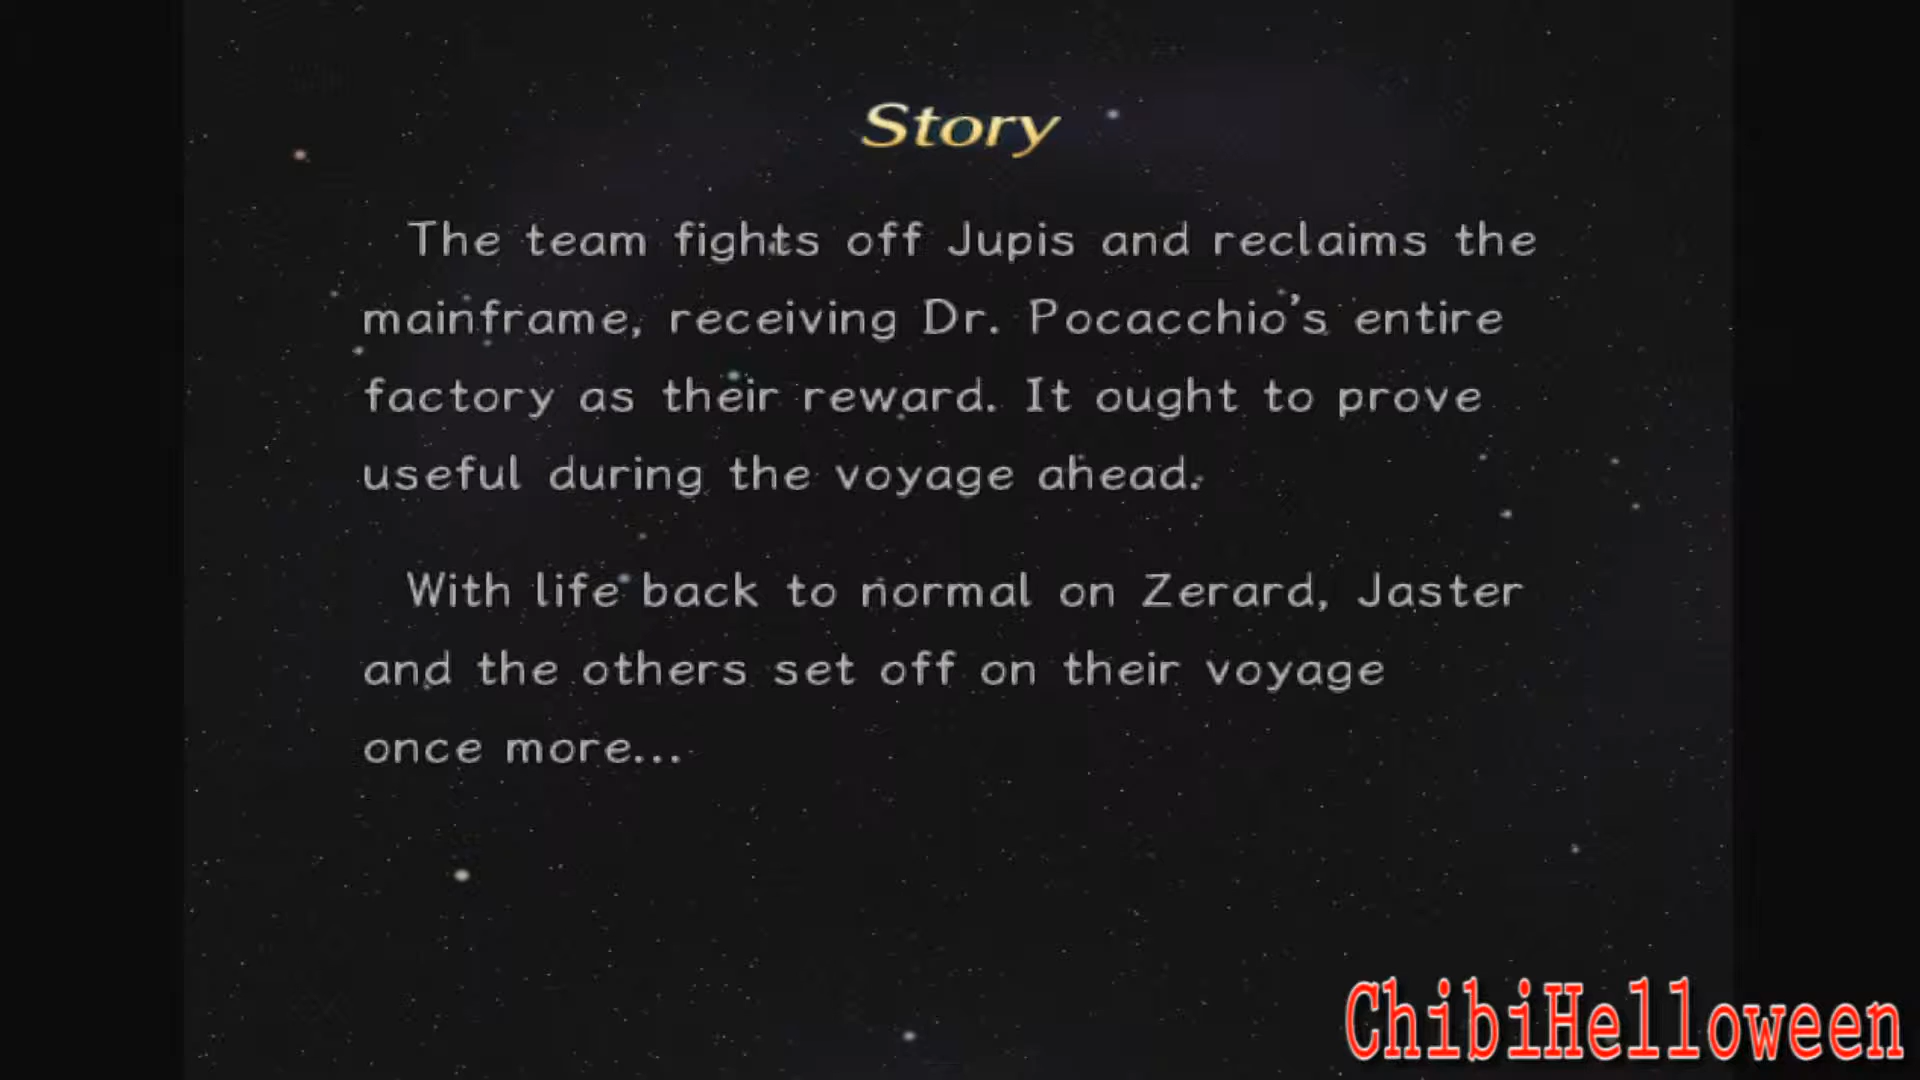 Story
The team fights off Jupis and reclaims the
mainframe, receiving Dr. Pocacchio's entire
factory as their reward. It ought to prove
useful during the voyage ahead.
With life back to normal on Zerard, Jaster
and the others set off on their voyage
once more...
ChibiHelloween